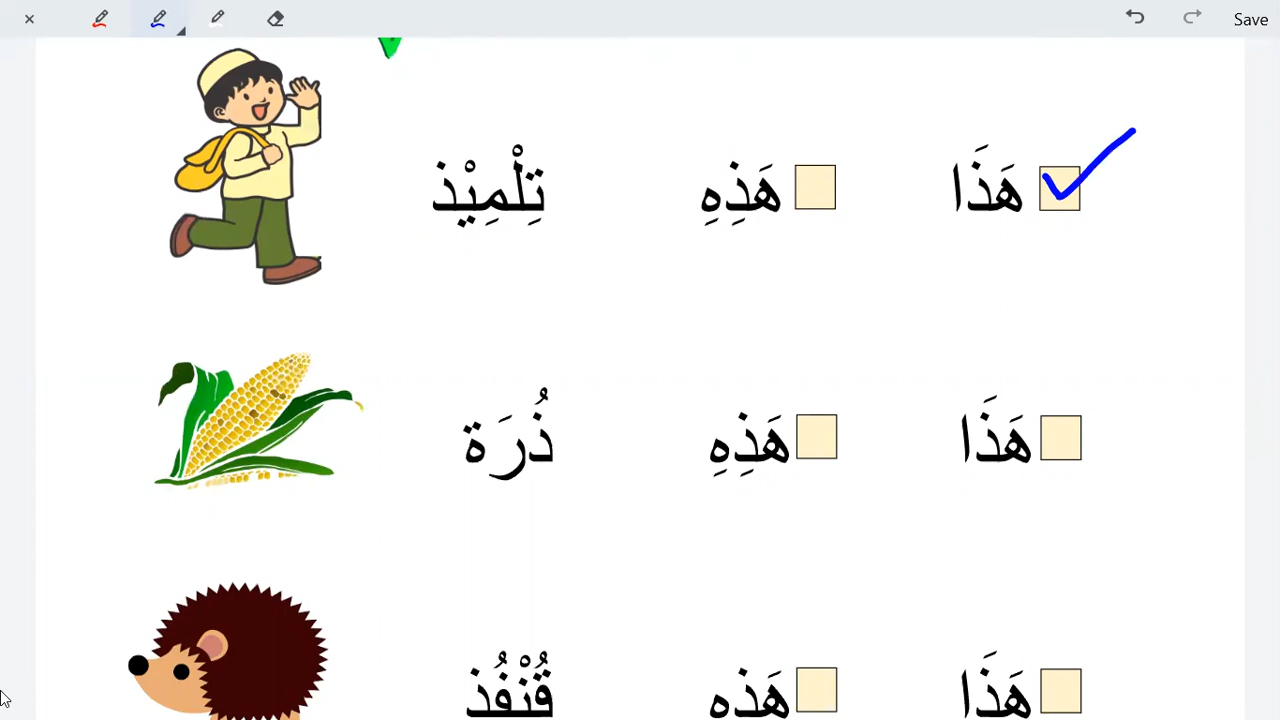 Save
هَذَا هَذِهِ تِلْمِيْذ
هَذَا هَذِهِ ذُرَة
هَذَا هَذِهِ قُنْفُذ